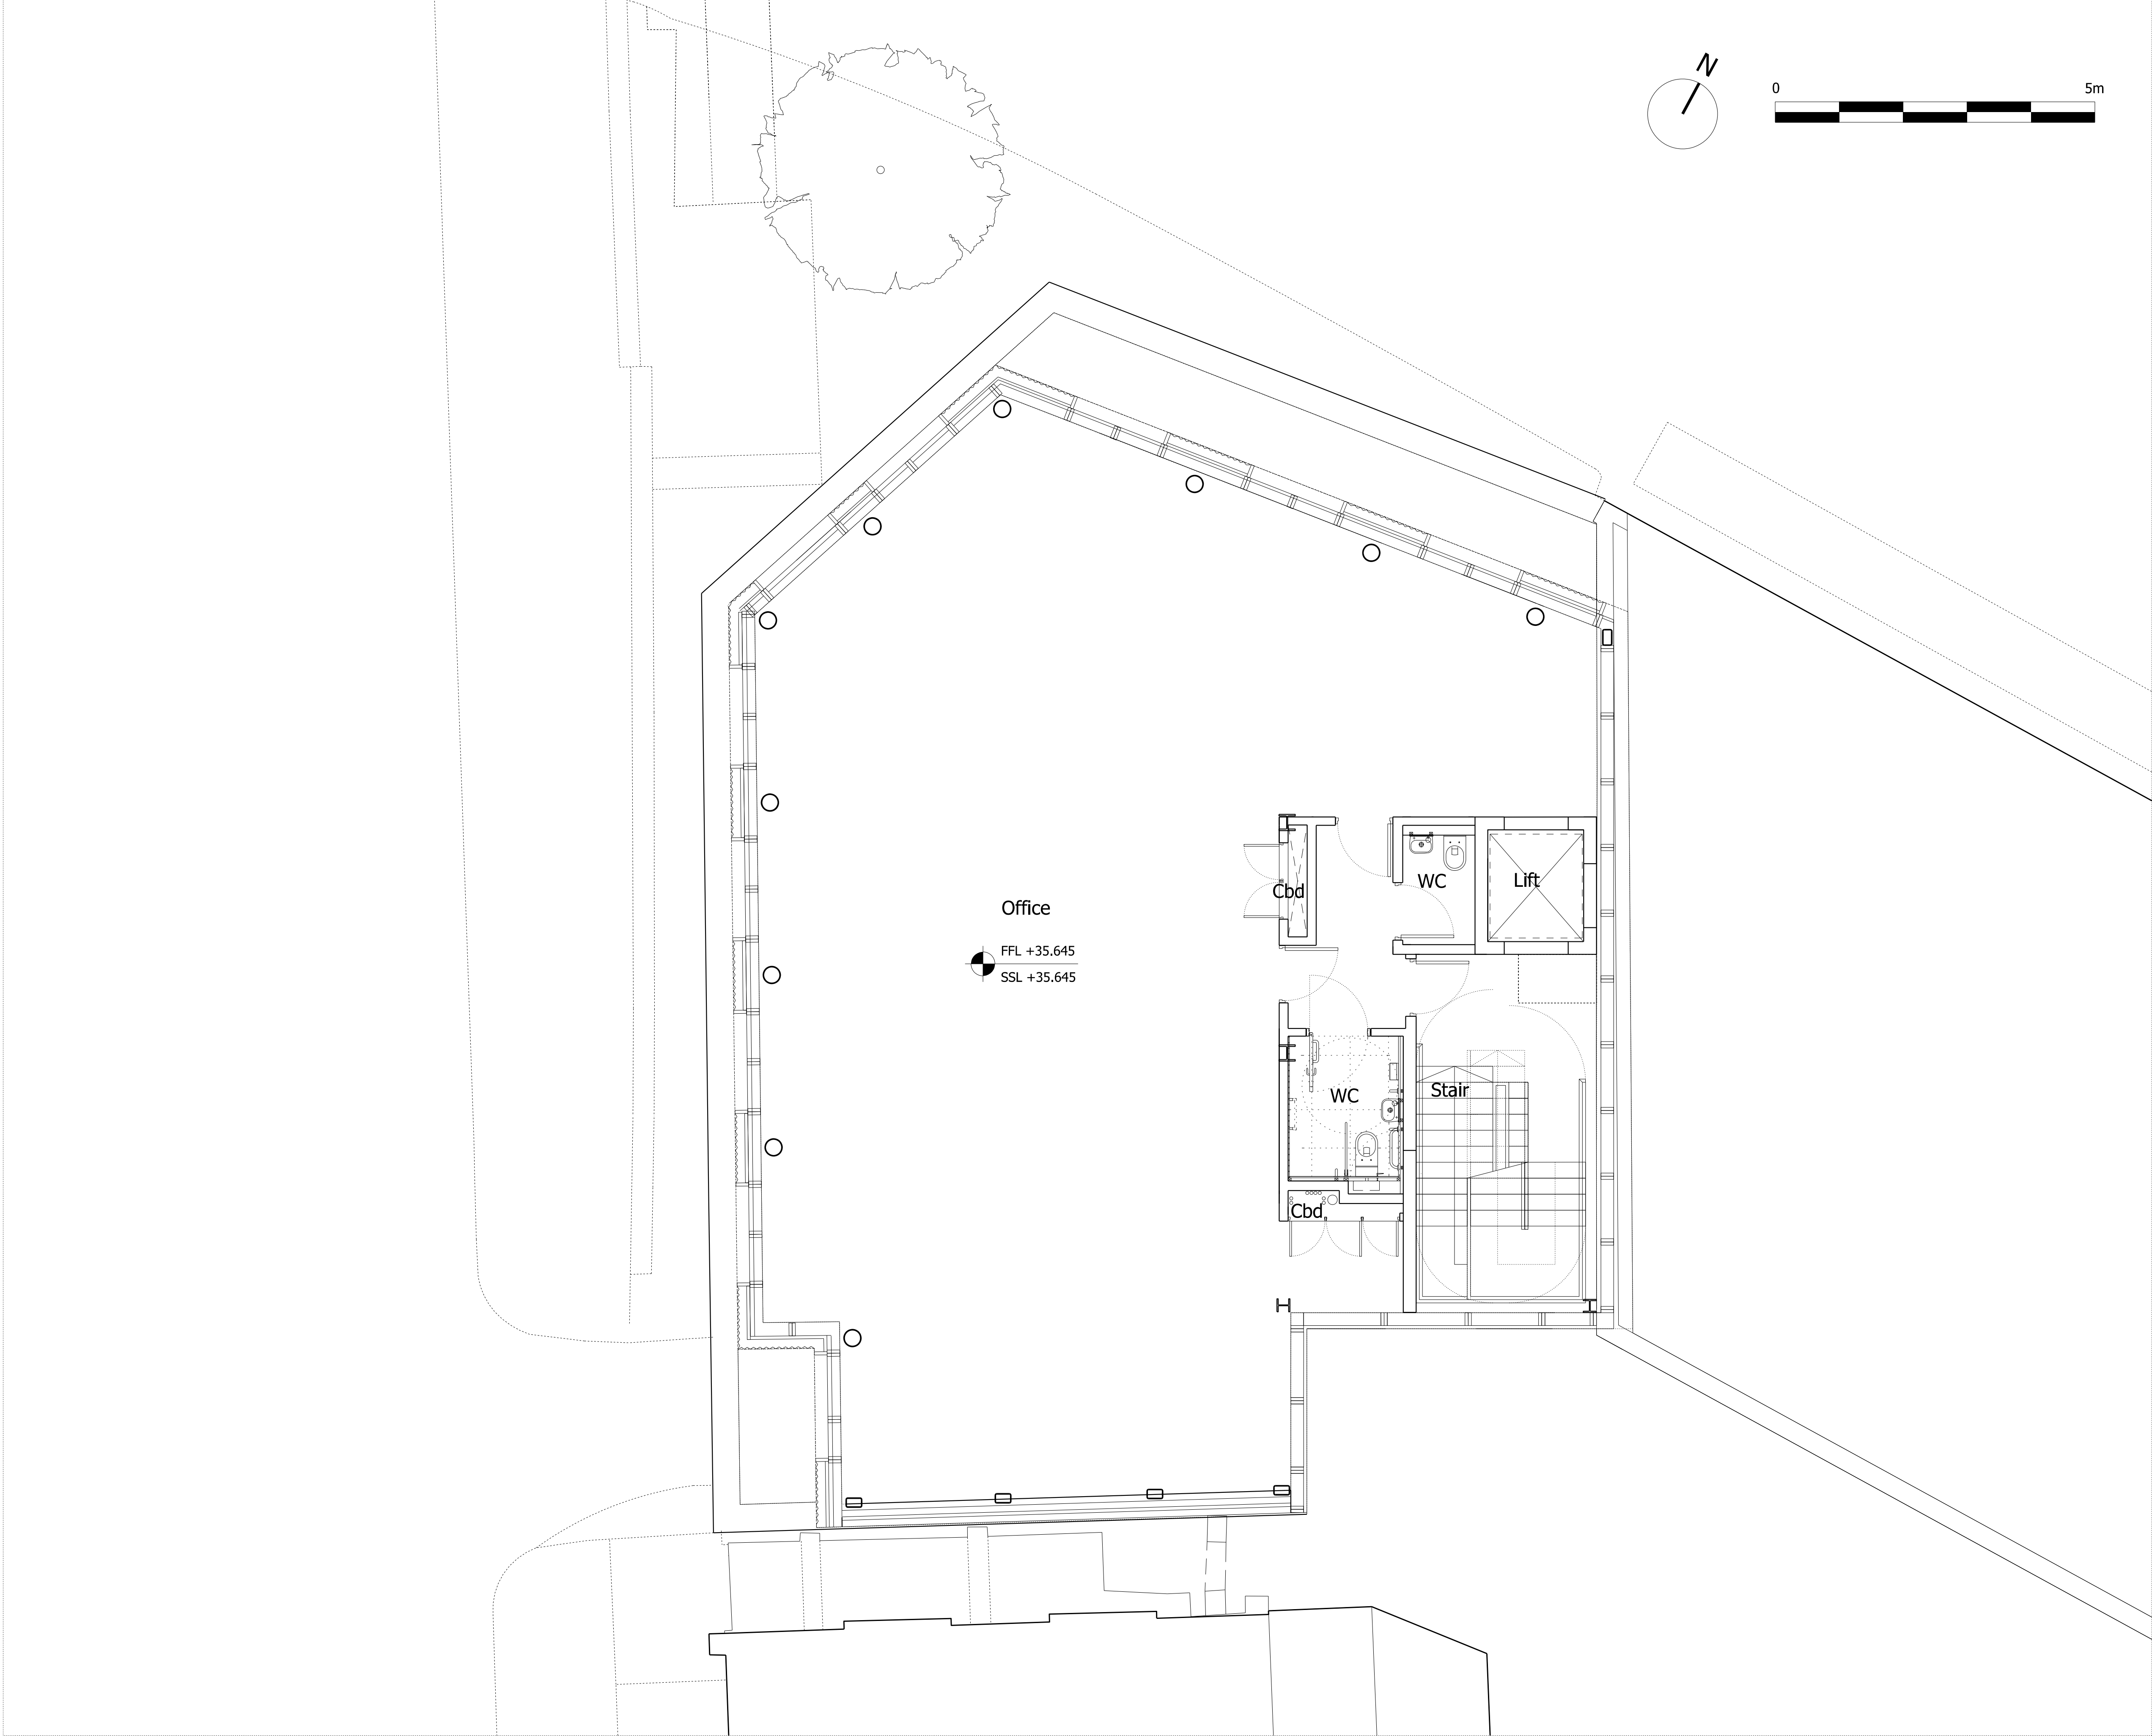 N
0 5m
Cbd
WC
Lift
Office
FFL +35.645
SSL +35.645
WC
Stair
Cbd